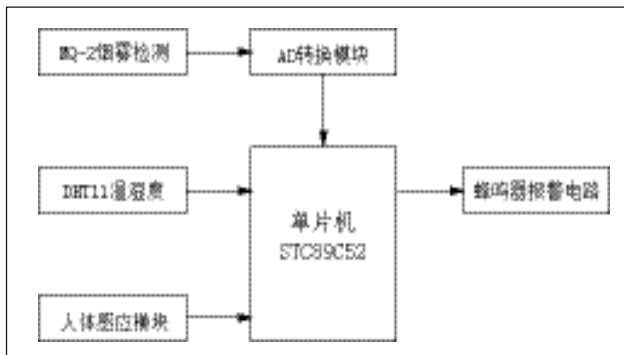 MQ-2烟雾检测
AD转换模块
DHT11温湿度
单片机
STC89C52
蜂鸣器报警电路
人体感应模块